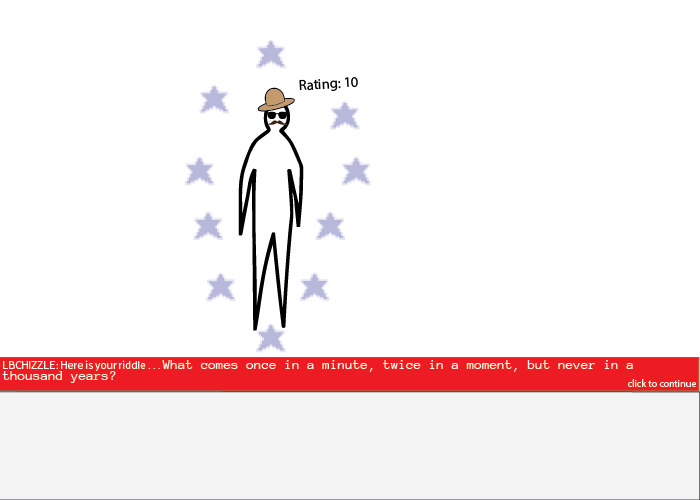 Rating: 10
LBCHIZZLE: Here is your riddle . . . What comes once in a minute, twice in a moment, but never in a
thousand years?
click to continue